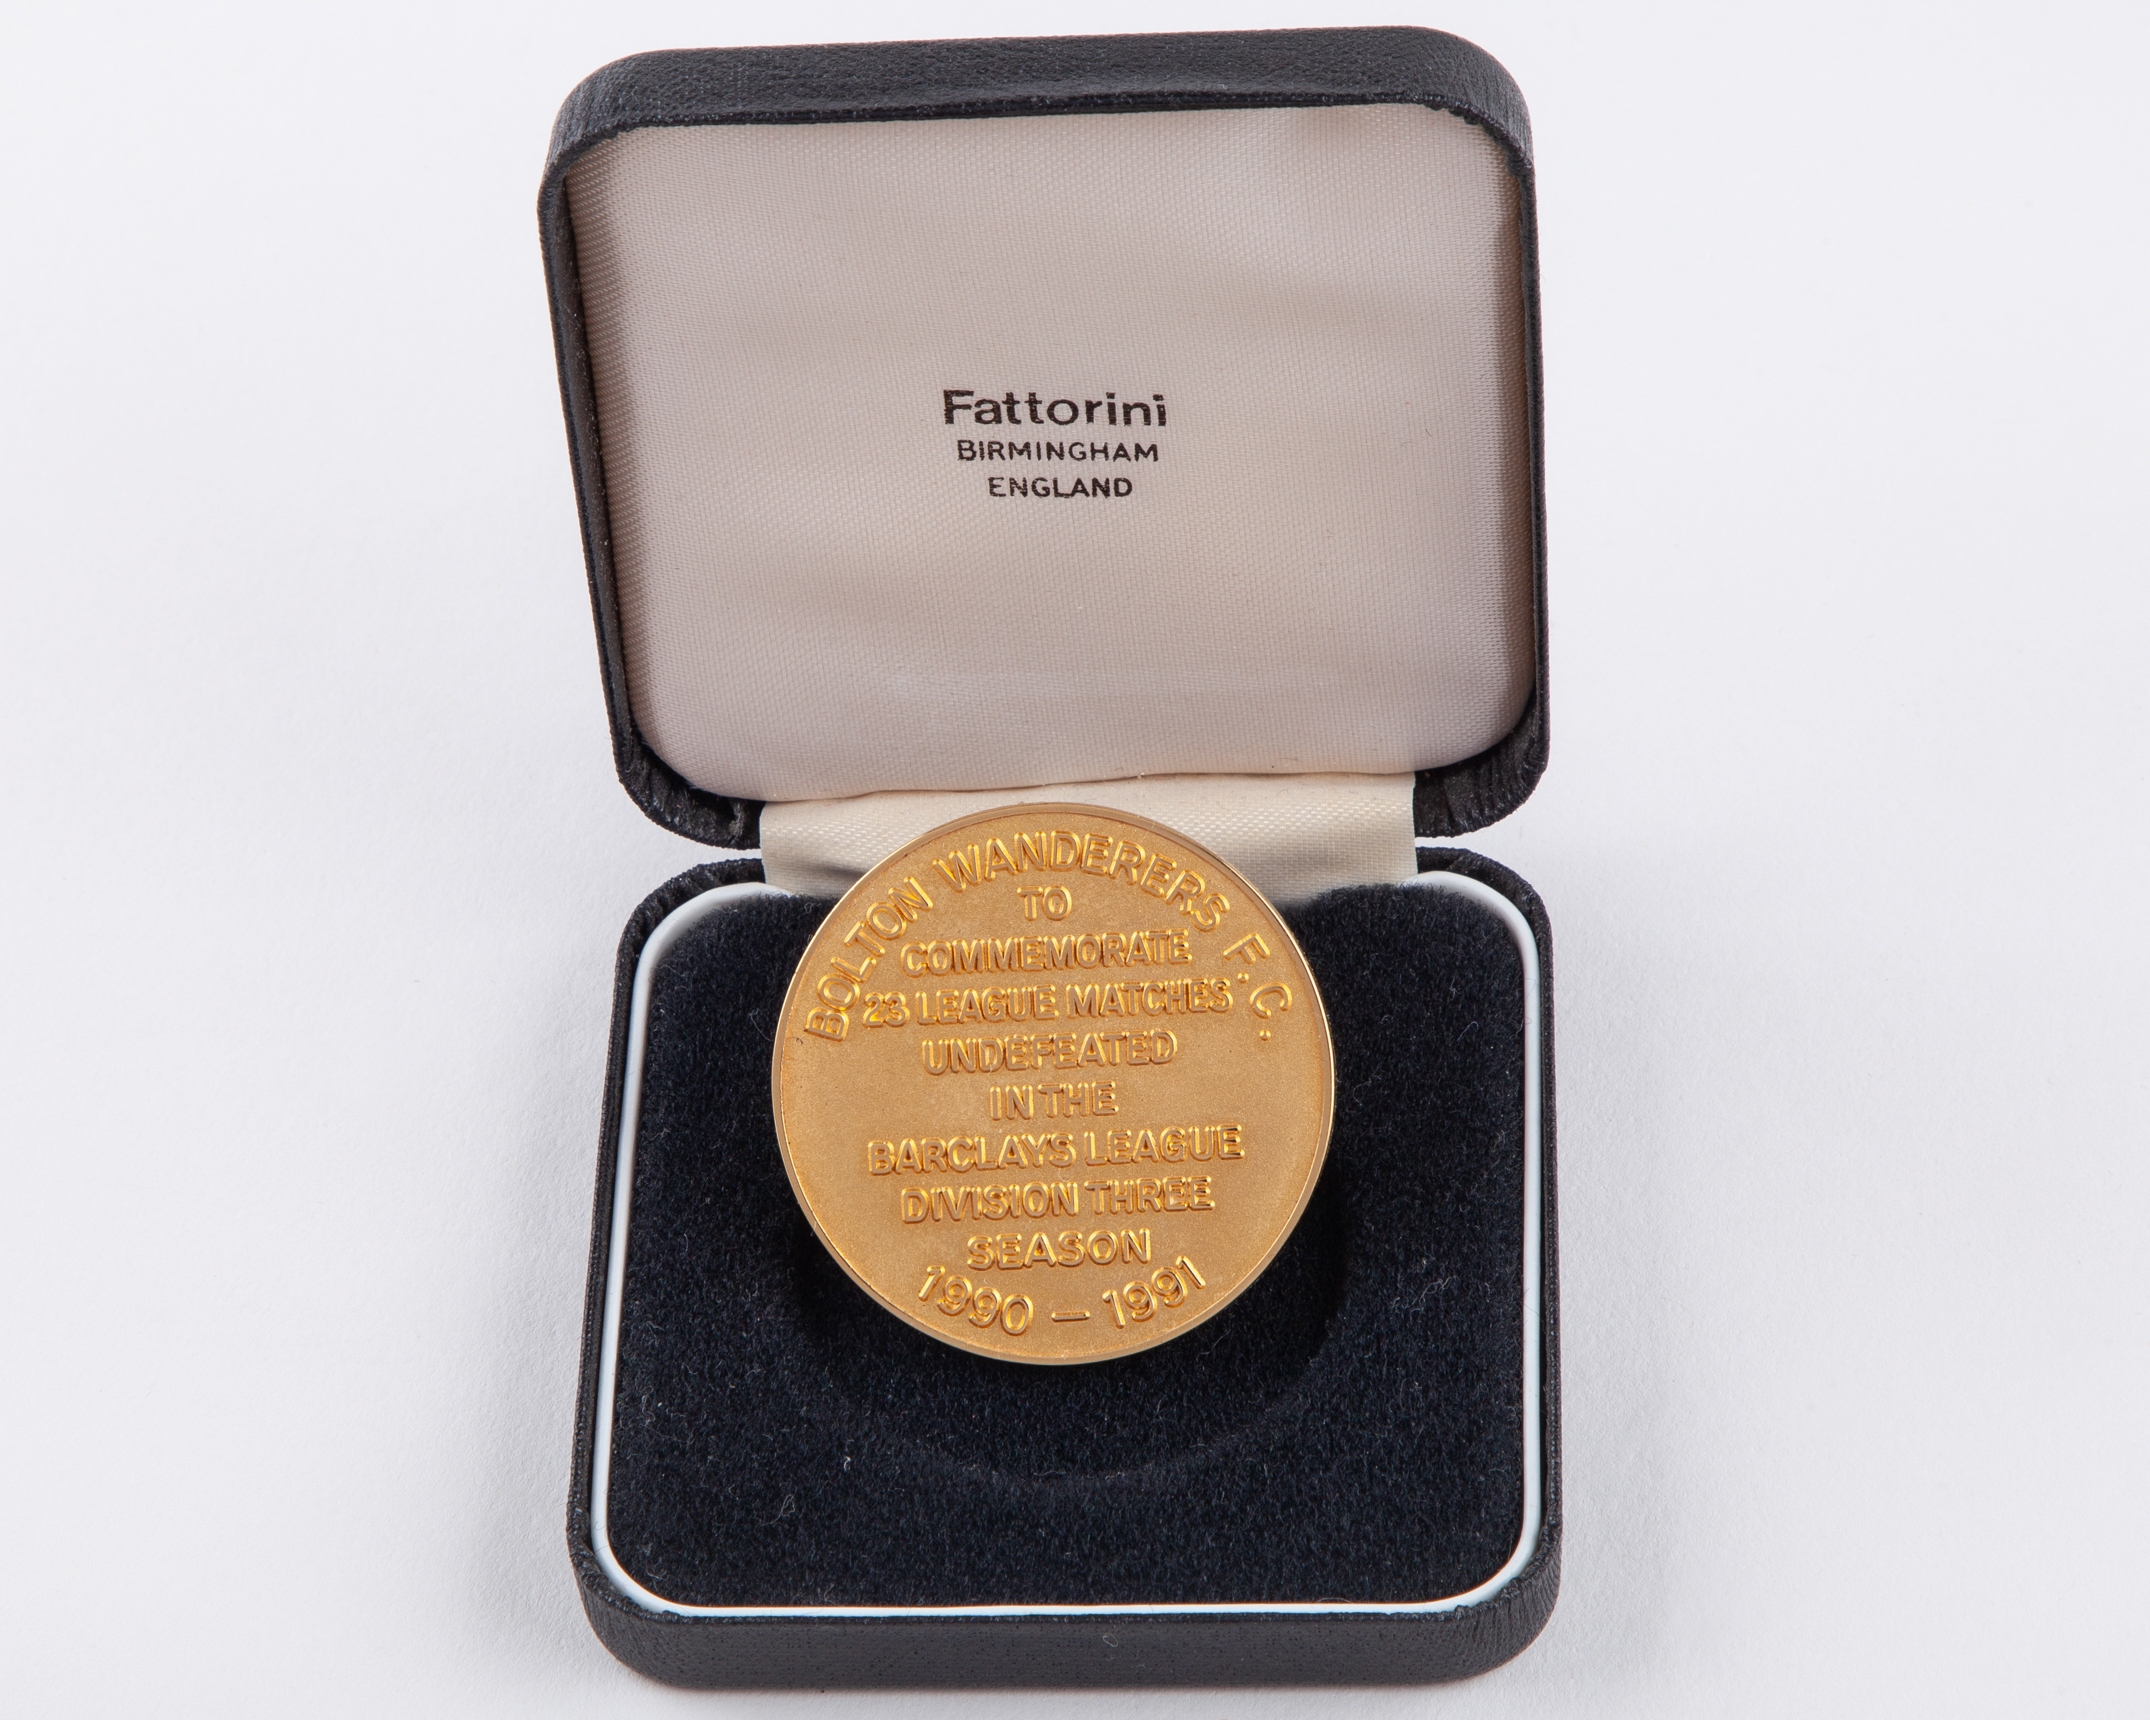 Fattorini
BIRMINGHAM
ENGLAND
BOLTON WANDERERS F.C.
TO
COMMEMORATE
23 LEAGUE MATCHES
UNDEFEATED
IN THE
BARCLAYS LEAGUE
DIVISION THREE
SEASON
1990 – 1991